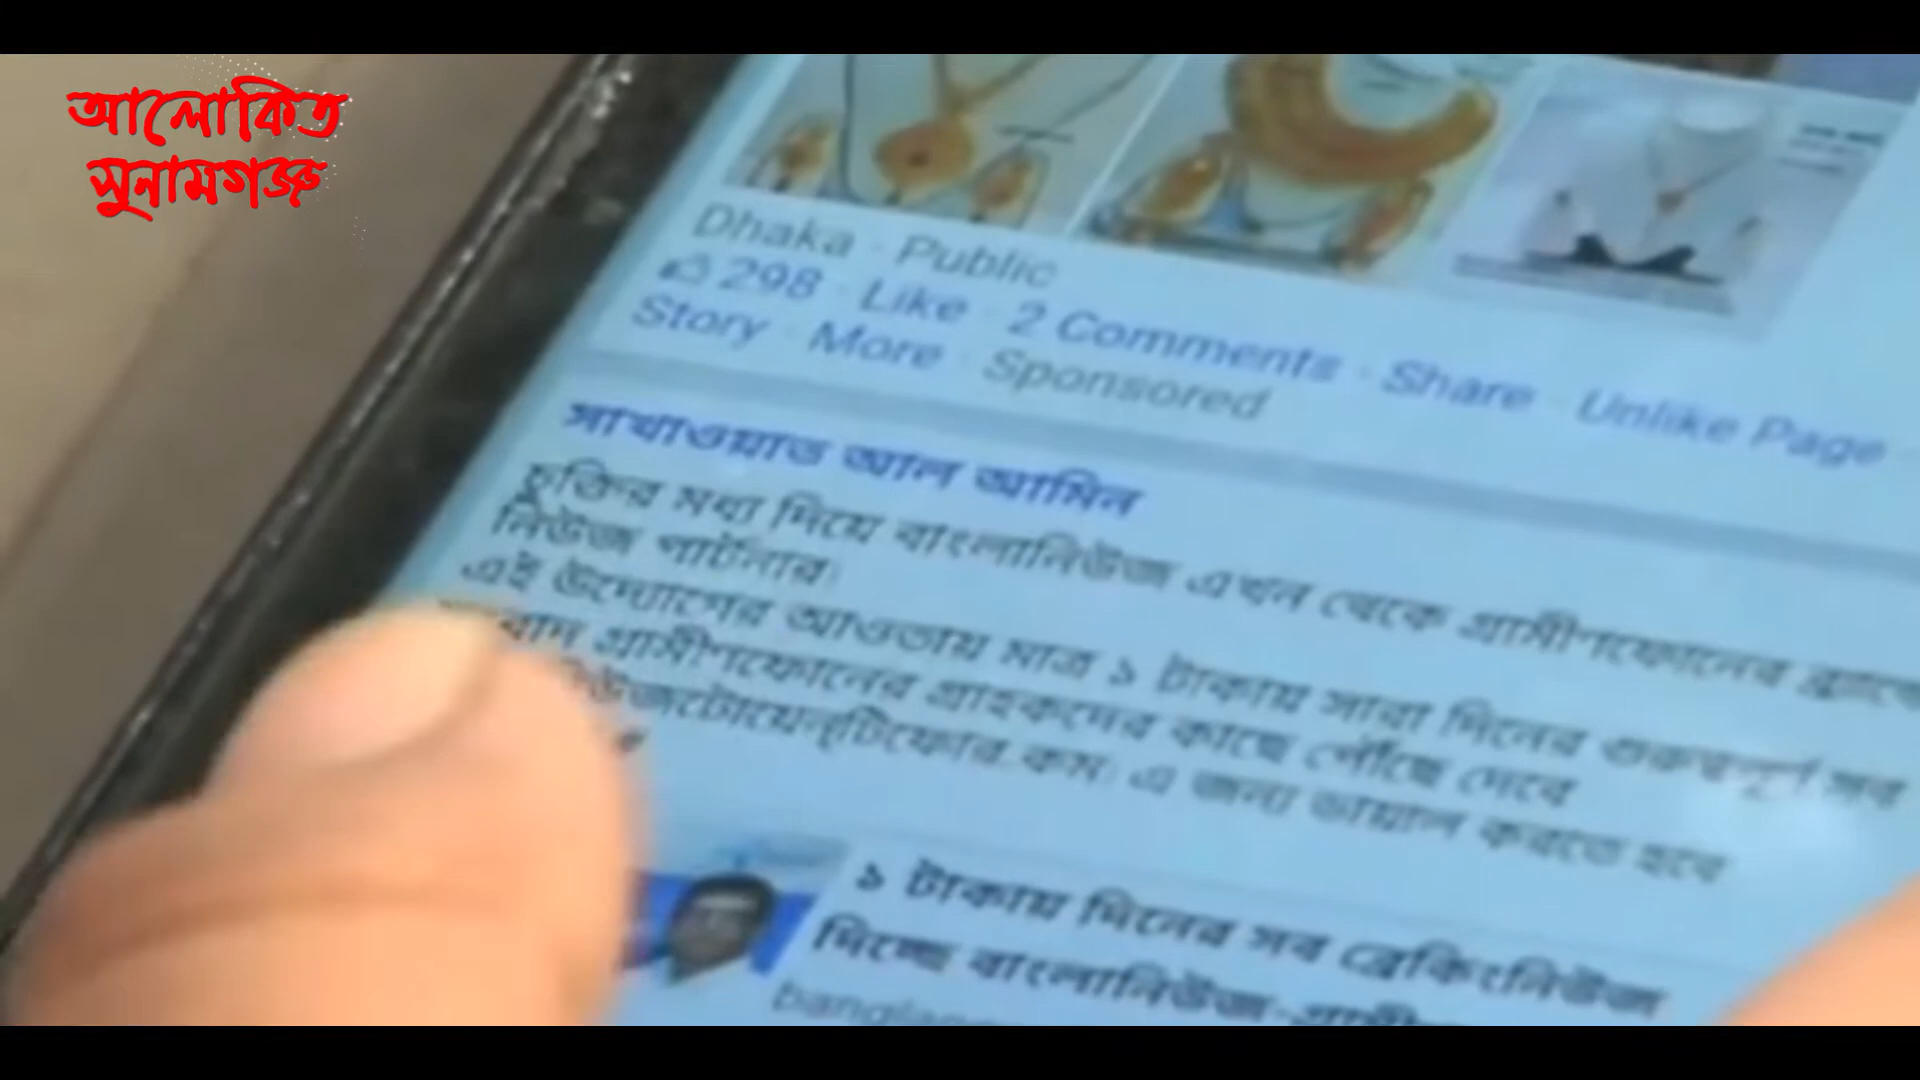 আলোকিত
সুনামগঞ্জ
Dhaka · Public
298 · Like · 2 Comments · Share · Unlike Page ·
Story · More · Sponsored
সাখাওয়াত আল আমিন
চুক্তির মধ্য দিয়ে বাংলানিউজ এখন থেকে গ্রামীণফোনের
নিউজ পার্টনার।
এই উদ্যোগের আওতায় মাত্র ১ টাকায় সারা দিনের গুরুত্বপূর্ণ সব
গ্রামীণফোনের গ্রাহকদের কাছে পৌঁছে দেবে
এ জন্য ডায়াল করতে হবে
১ টাকায় দিনের সব ব্রেকিংনিউজ
দিচ্ছে বাংলানিউজ-